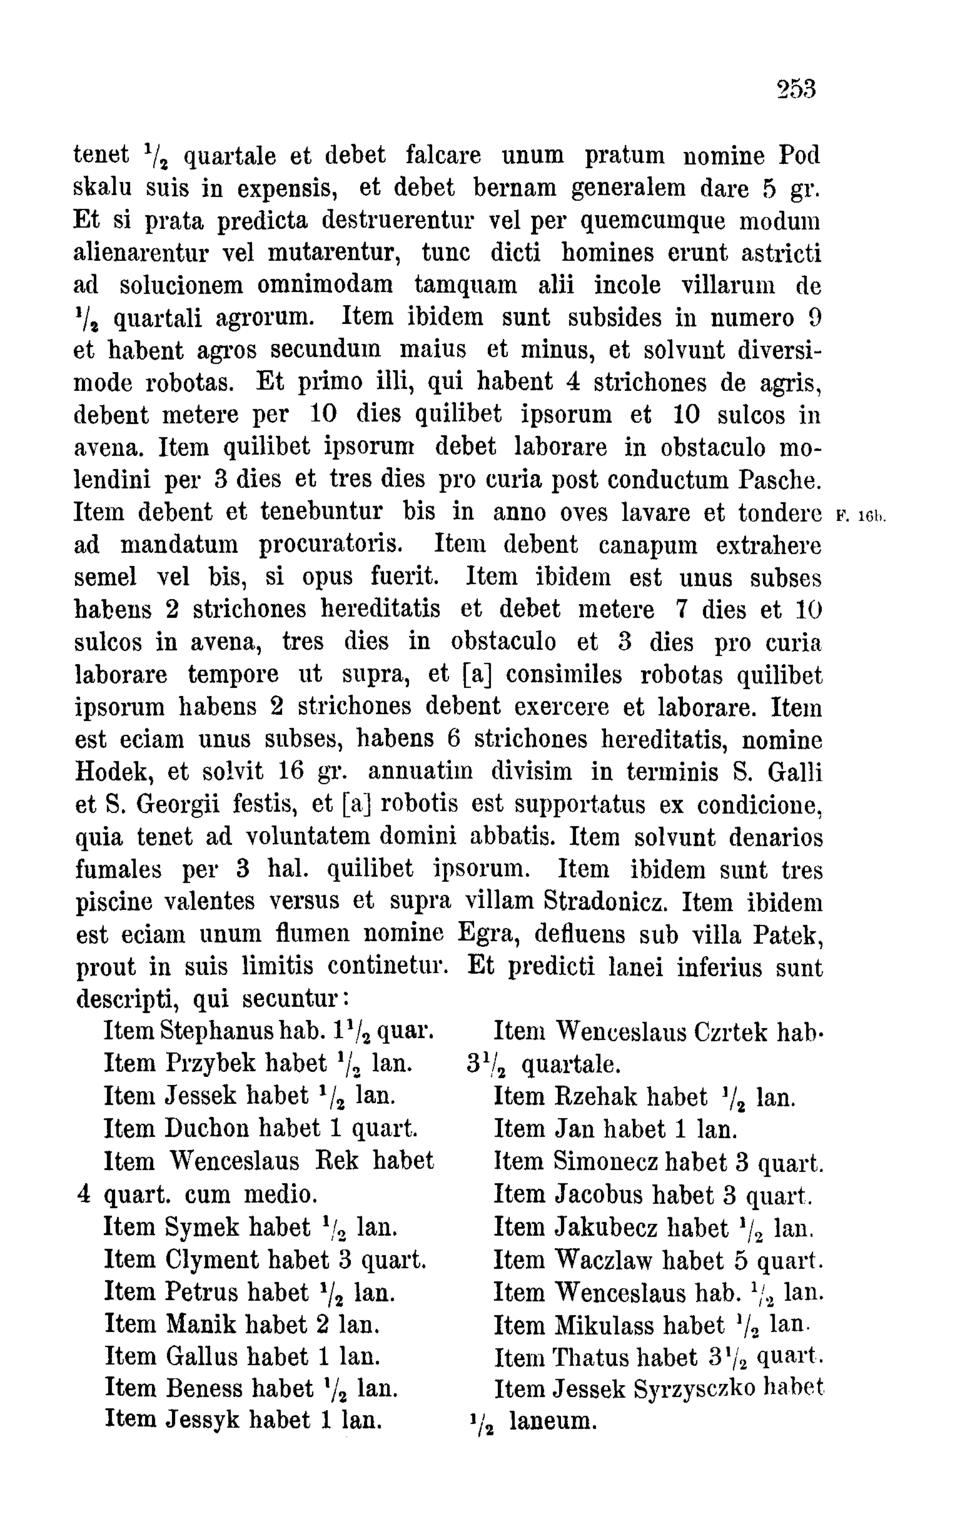 253
tenet 1/2 quartale et debet falcare unum pratum nomine Pod
skalu suis in expensis, et debet bernam generalem dare 5 gr.
Et si prata predicta destruerentur vel per quemcumque modum
alienarentur vel mutarentur, tunc dicti homines erunt astricti
ad solucionem omnimodam tamquam alii incole villarum de
1/2 quartali agrorum. Item ibidem sunt subsides in numero 9
et habent agros secundum maius et minus, et solvunt diversi-
mode robotas. Et primo illi, qui habent 4 strichones de agris,
debent metere per 10 dies quilibet ipsorum et 10 sulcos in
avena. Item quilibet ipsorum debet laborare in obstaculo mo-
lendini per 3 dies et tres dies pro curia post conductum Pasche.
Item debent et tenebuntur bis in anno oves lavare et tondere F. 16b.
ad mandatum procuratoris. Item debent canapum extrahere
semel vel bis, si opus fuerit. Item ibidem est unus subses
habens 2 strichones hereditatis et debet metere 7 dies et 10
sulcos in avena, tres dies in obstaculo et 3 dies pro curia
laborare tempore ut supra, et [a] consimiles robotas quilibet
ipsorum habens 2 strichones debent exercere et laborare. Item
est eciam unus subses, habens 6 strichones hereditatis, nomine
Hodek, et solvit 16 gr. annuatim divisim in terminis S. Galli
et S. Georgii festis, et [a] robotis est supportatus ex condicione,
quia tenet ad voluntatem domini abbatis. Item solvunt denarios
fumales per 3 hal. quilibet ipsorum. Item ibidem sunt tres
piscine valentes versus et supra villam Stradonicz. Item ibidem
est eciam unum flumen nomine Egra, defluens sub villa Patek,
prout in suis limitis continetur. Et predicti lanei inferius sunt
descripti, qui secuntur:
Item Stephanus hab. 1 1/2 quar.
Item Przybek habet 1/2 lan.
Item Jessek habet 1/2 lan.
Item Duchon habet 1 quart.
Item Wenceslaus Rek habet
4 quart. cum medio.
Item Symek habet 1/2 lan.
Item Clyment habet 3 quart.
Item Petrus habet 1/2 lan.
Item Manik habet 2 lan.
Item Gallus habet 1 lan.
Item Beness habet 1/2 lan.
Item Jessyk habet 1 lan.
Item Wenceslaus Czrtek hab.
3 1/2 quartale.
Item Rzehak habet 1/2 lan.
Item Jan habet 1 lan.
Item Simonecz habet 3 quart.
Item Jacobus habet 3 quart.
Item Jakubecz habet 1/2 lan.
Item Waczlaw habet 5 quart.
Item Wenceslaus hab. 1/2 lan.
Item Mikulass habet 1/2 lan.
Item Thatus habet 3 1/2 quart.
Item Jessek Syrzysczko habet
1/2 laneum.